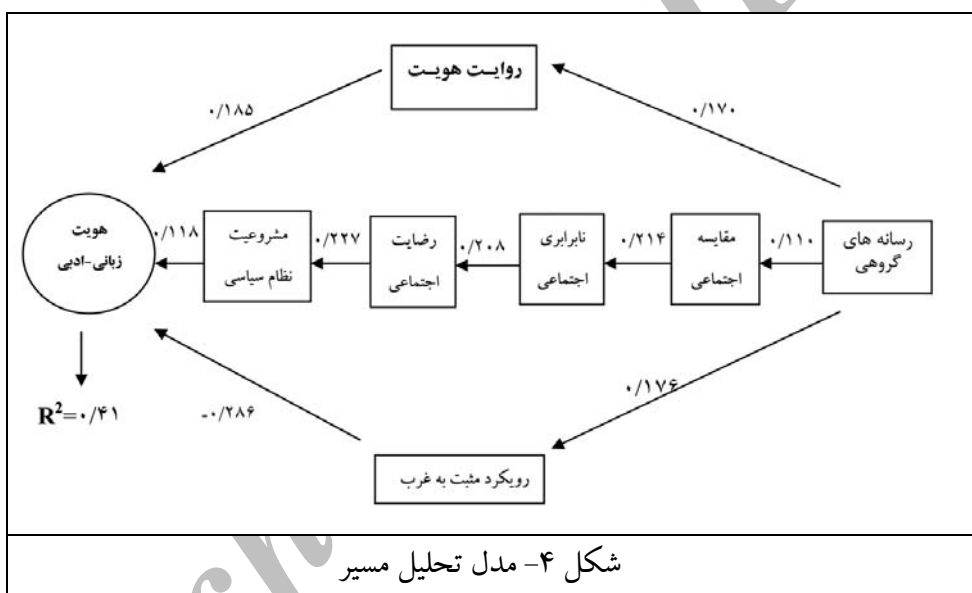 روایت هویت
۰/۱۸۵
۰/۱۷۰
هویت
زبانی-ادبی
۰/۱۱۸
مشروعیت
نظام سیاسی
۰/۲۲۷
رضایت
اجتماعی
۰/۲۰۸
نابرابری
اجتماعی
۰/۲۱۴
مقایسه
اجتماعی
۰/۱۱۰
رسانه های
گروهی
R²=۰/۴۱
-۰/۲۸۶
۰/۱۷۶
رویکرد مثبت به غرب
شکل ۴- مدل تحلیل مسیر